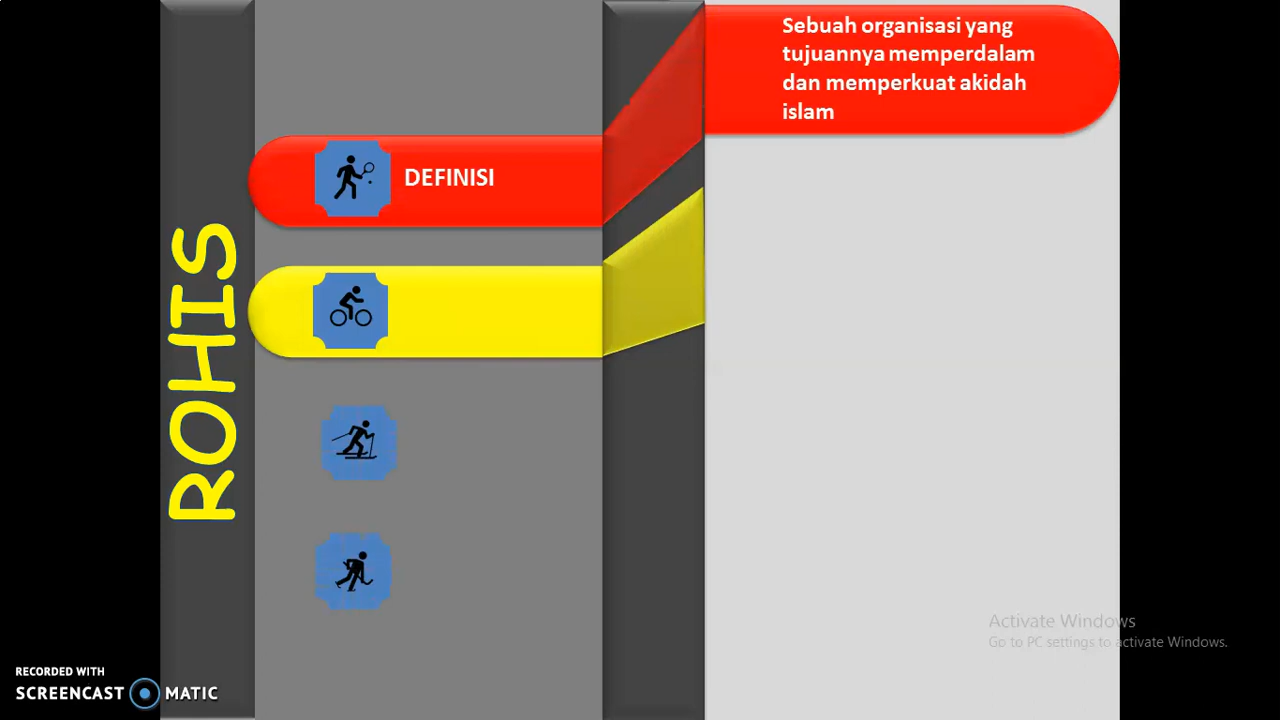 ROHIS
DEFINISI
Sebuah organisasi yang
tujuannya memperdalam
dan memperkuat akidah
islam
Activate Windows
Go to PC settings to activate Windows.
RECORDED WITH
SCREENCAST MATIC